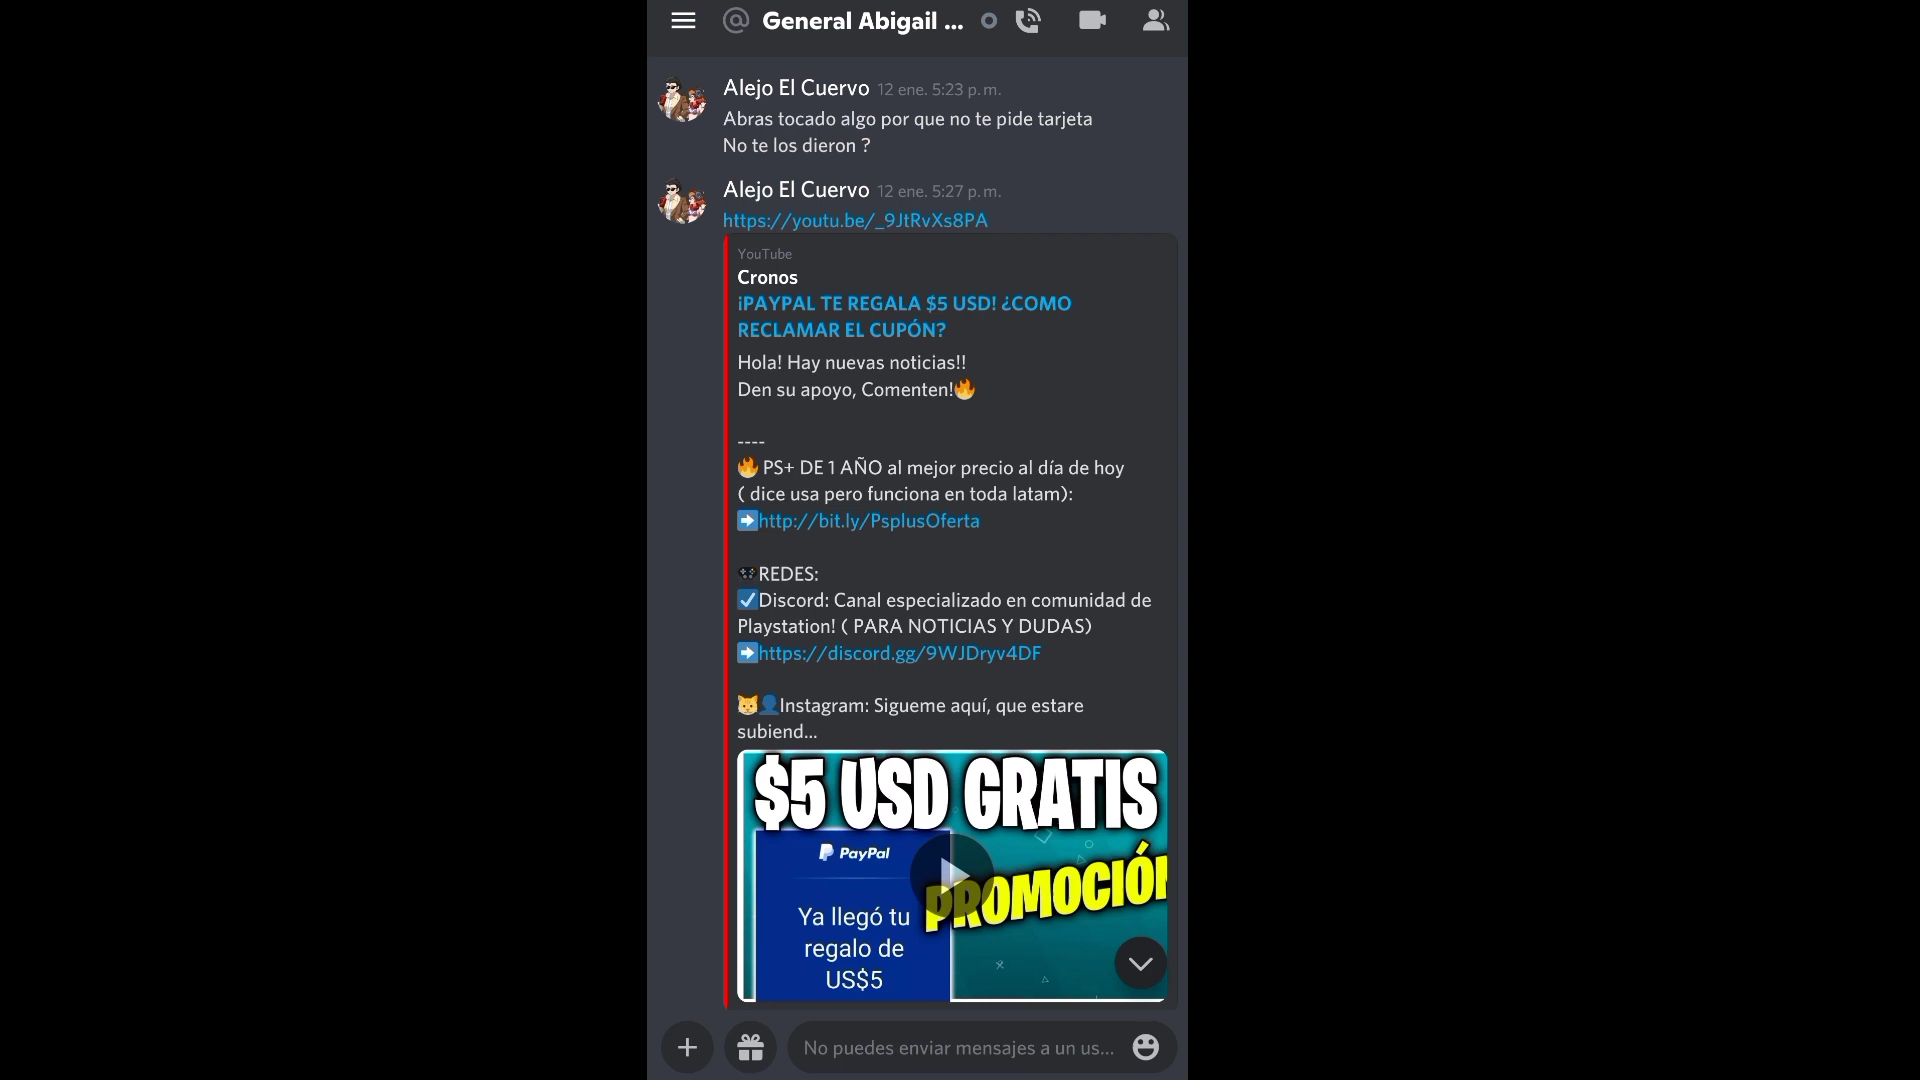 General Abigail ...
Alejo El Cuervo 12 ene. 5:23 p.m.
Abras tocado algo por que no te pide tarjeta
No te los dieron ?
Alejo El Cuervo 12 ene. 5:27 p.m.
https://youtu.be/_9JtRvXs8PA
YouTube
Cronos
¡PAYPAL TE REGALA $5 USD! ¿COMO
RECLAMAR EL CUPÓN?
Hola! Hay nuevas noticias!!
Den su apoyo, Comenten!🔥
----
🔥 PS+ DE 1 AÑO al mejor precio al día de hoy
( dice usa pero funciona en toda latam):
➡️http://bit.ly/PsplusOferta
🎮REDES:
☑️Discord: Canal especializado en comunidad de
Playstation! ( PARA NOTICIAS Y DUDAS)
➡️https://discord.gg/9WJDryv4DF
🐱👤Instagram: Sigueme aquí, que estare
subiend...
$5 USD GRATIS
PayPal
PROMOCIÓN
Ya llegó tu
regalo de
US$5
No puedes enviar mensajes a un us...